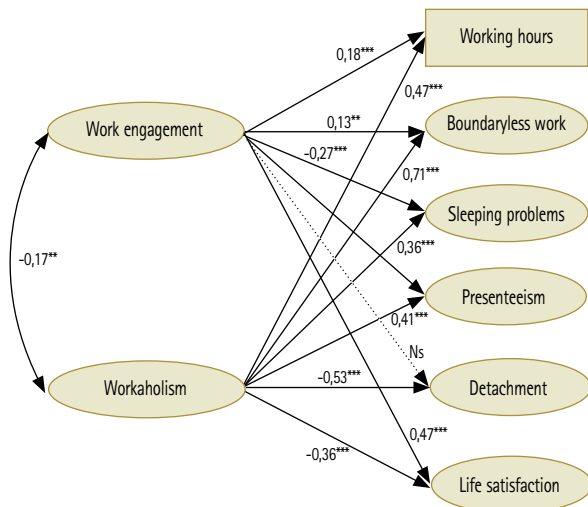 Working hours
0,18***
0,47***
Work engagement
0,13**
Boundaryless work
-0,27***
0,71***
Sleeping problems
0,36***
-0,17**
Presenteeism
0,41***
Ns
Workaholism
-0,53***
Detachment
0,47***
-0,36***
Life satisfaction